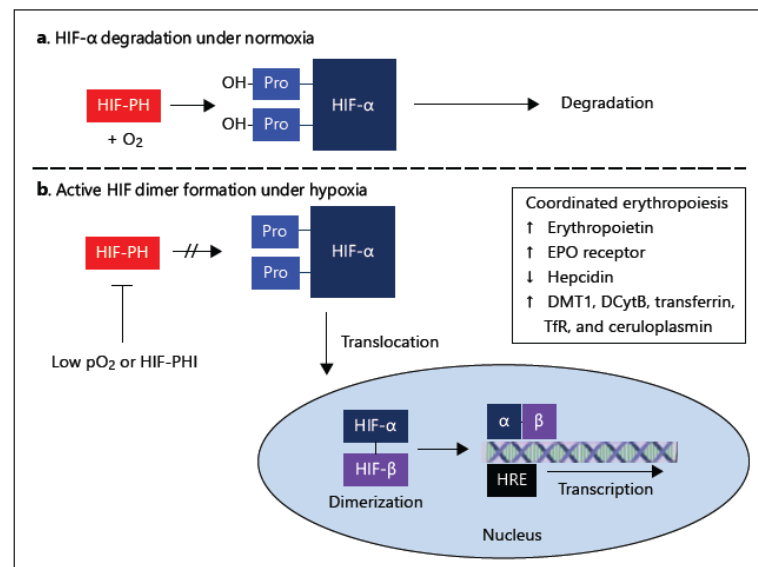 a. HIF-α degradation under normoxia
HIF-PH
+ O2
OH-Pro
OH-Pro
HIF-α
Degradation
b. Active HIF dimer formation under hypoxia
HIF-PH
Pro
Pro
HIF-α
Low pO2 or HIF-PHI
Coordinated erythropoiesis
↑ Erythropoietin
↑ EPO receptor
↓ Hepcidin
↑ DMT1, DCytB, transferrin,
TfR, and ceruloplasmin
Translocation
HIF-α
HIF-β
Dimerization
α β
HRE
Transcription
Nucleus